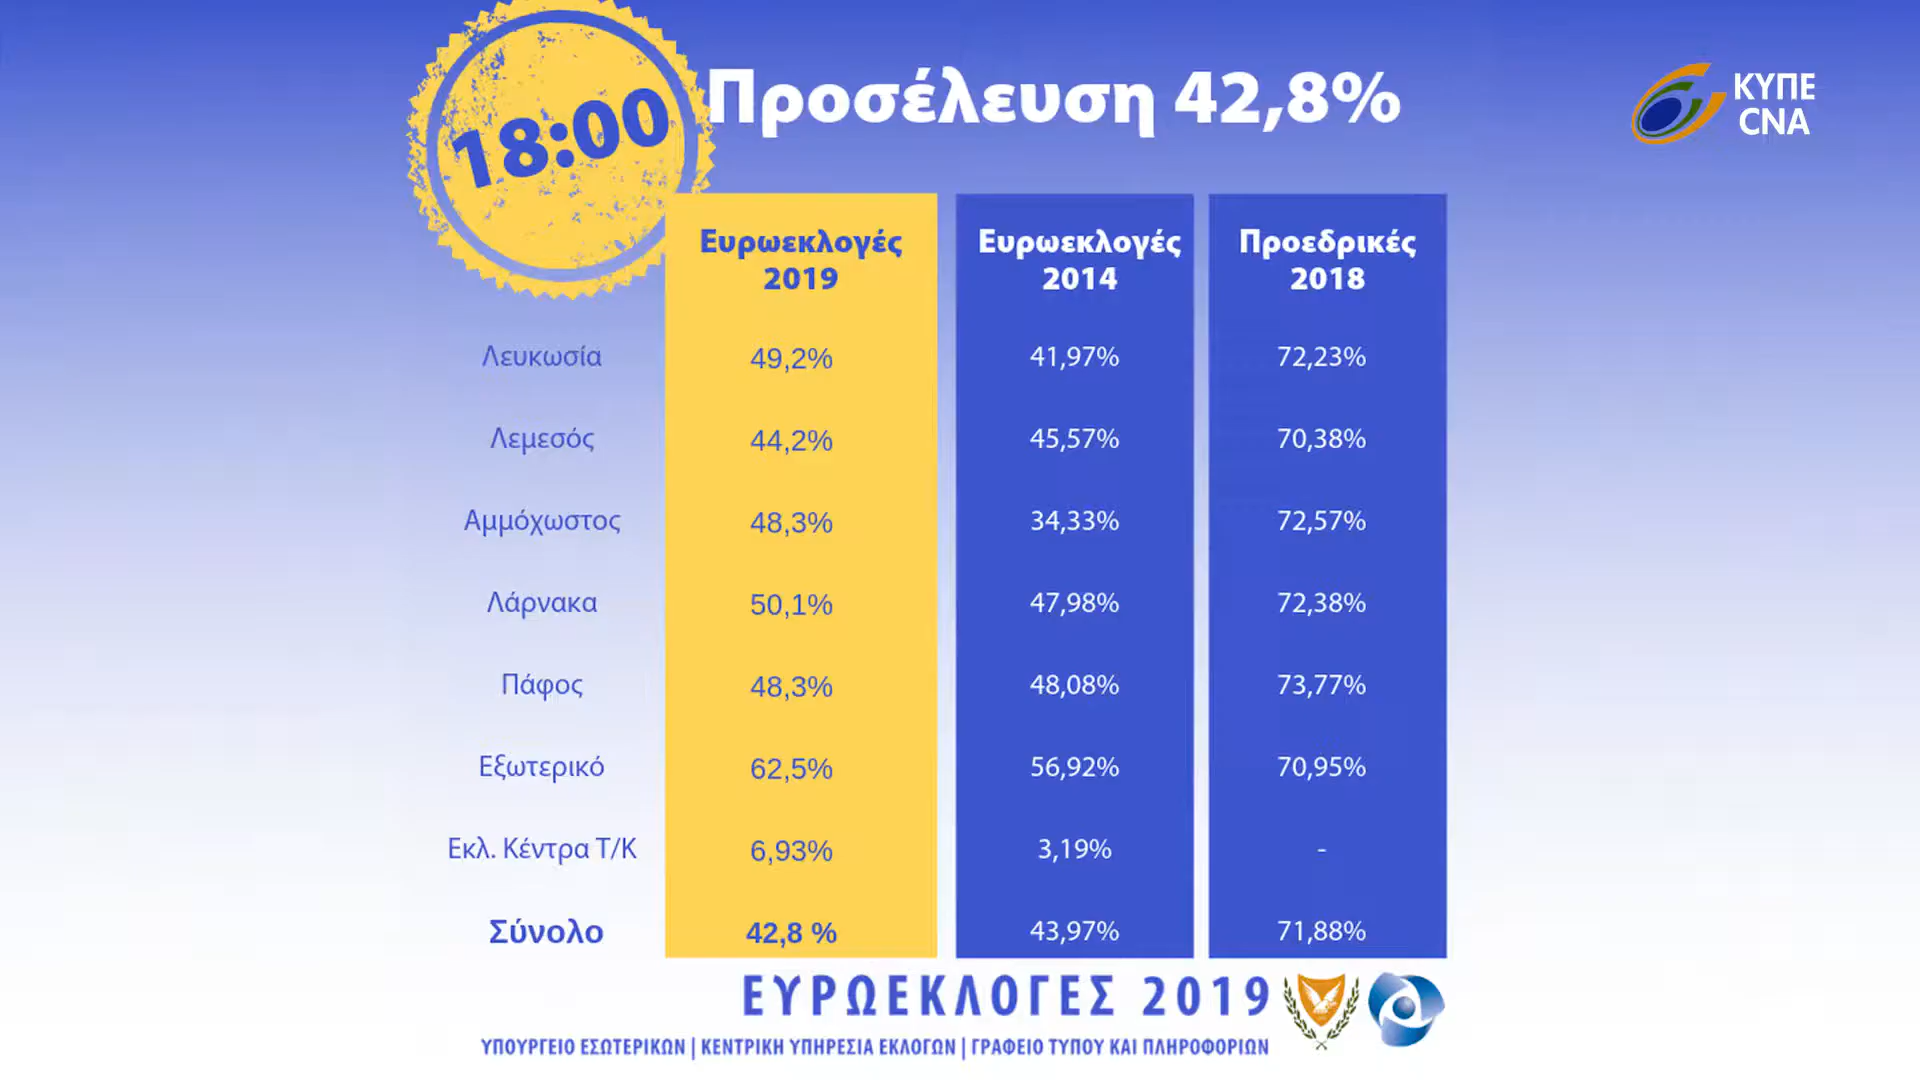 18:00
Προσέλευση 42,8%
ΚΥΠΕ
CNA
Ευρωεκλογές 2019 Ευρωεκλογές 2014 Προεδρικές 2018
Λευκωσία 49,2% 41,97% 72,23%
Λεμεσός 44,2% 45,57% 70,38%
Αμμόχωστος 48,3% 34,33% 72,57%
Λάρνακα 50,1% 47,98% 72,38%
Πάφος 48,3% 48,08% 73,77%
Εξωτερικό 62,5% 56,92% 70,95%
Εκλ. Κέντρα Τ/Κ 6,93% 3,19% -
Σύνολο 42,8 % 43,97% 71,88%
ΕΥΡΩΕΚΛΟΓΕΣ 2019
ΥΠΟΥΡΓΕΙΟ ΕΣΩΤΕΡΙΚΩΝ | ΚΕΝΤΡΙΚΗ ΥΠΗΡΕΣΙΑ ΕΚΛΟΓΩΝ | ΓΡΑΦΕΙΟ ΤΥΠΟΥ ΚΑΙ ΠΛΗΡΟΦΟΡΙΩΝ